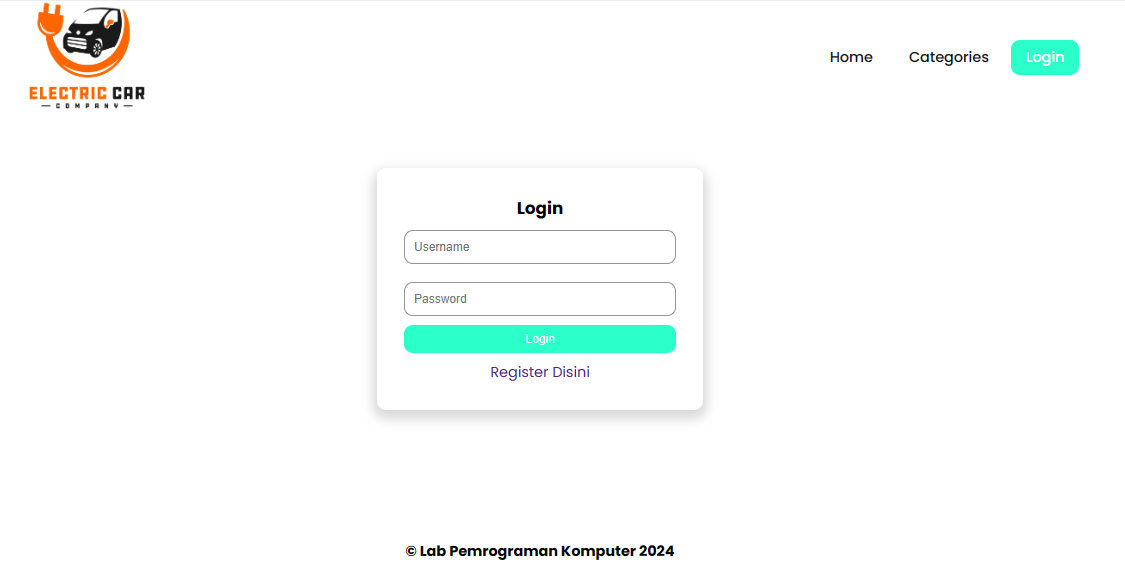 ELECTRIC CAR
COMPANY
Home
Categories
Login
Login
Username
Password
Login
Register Disini
© Lab Pemrograman Komputer 2024